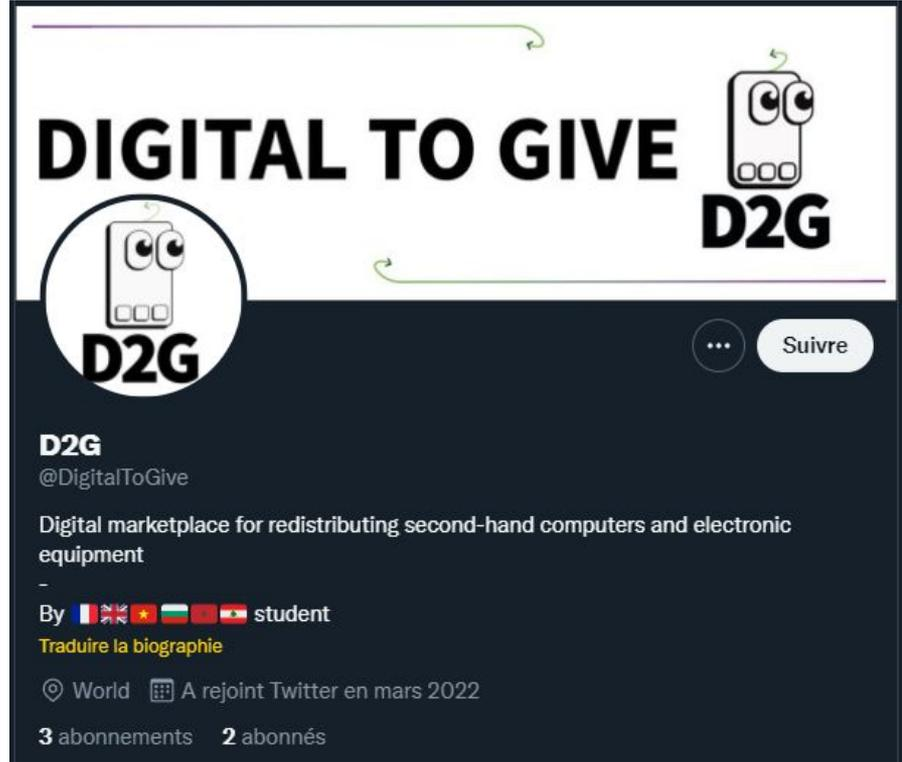 DIGITAL TO GIVE
D2G
D2G
Suivre
D2G
@DigitalToGive
Digital marketplace for redistributing second-hand computers and electronic
equipment
-
By 🇫🇷🇬🇧🇻🇳🇧🇬🇲🇦🇱🇧 student
Traduire la biographie
World A rejoint Twitter en mars 2022
3 abonnements 2 abonnés